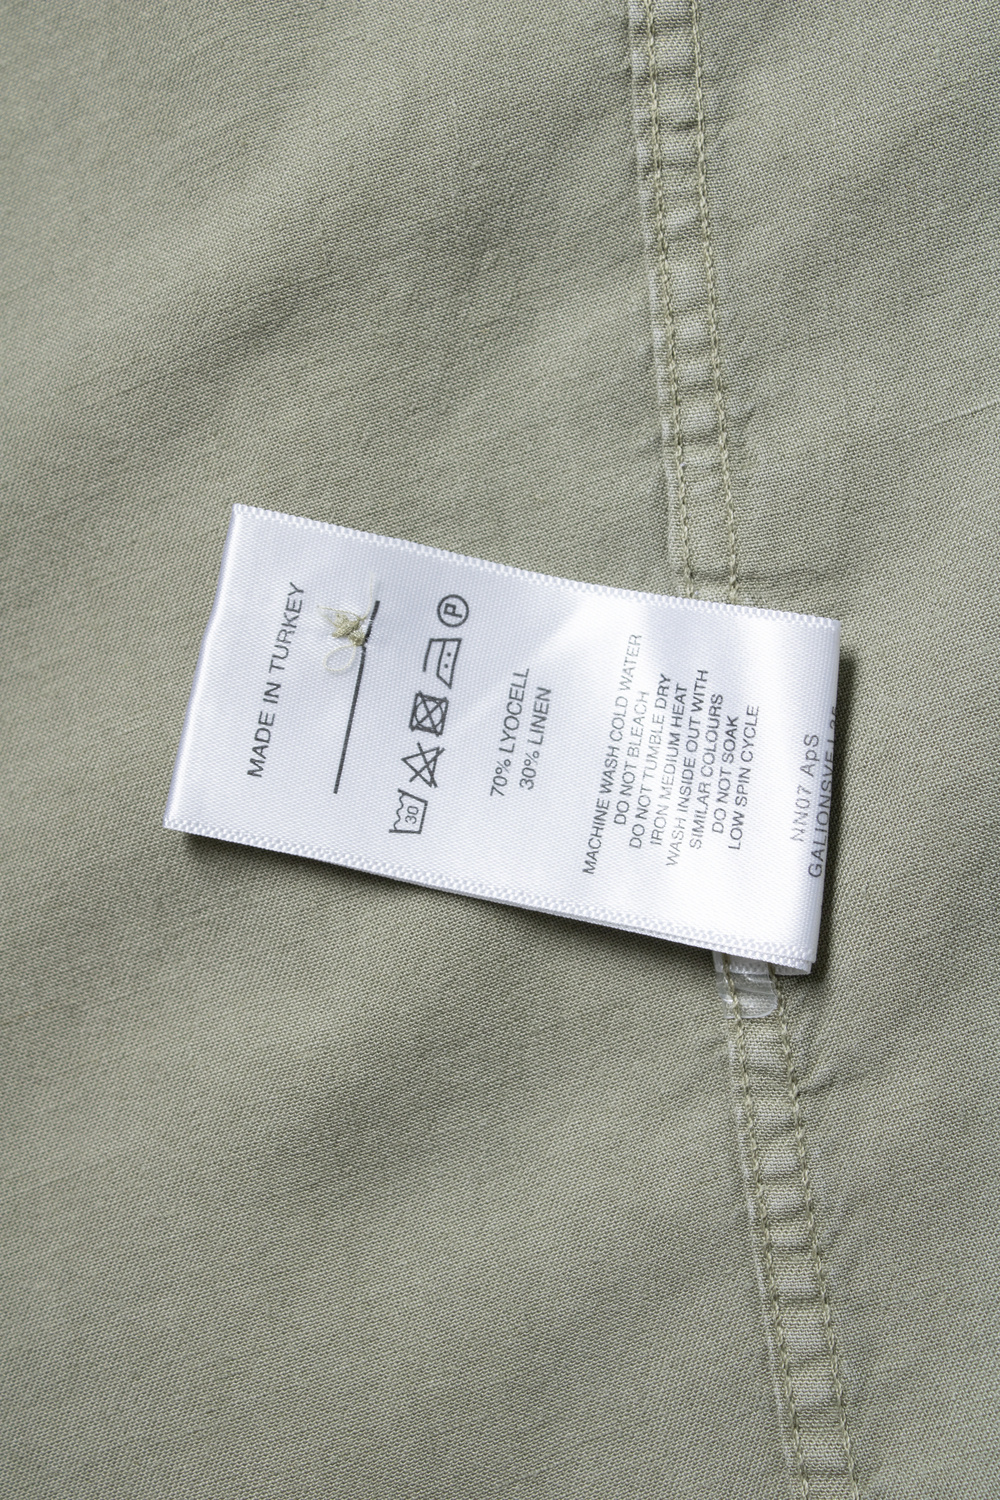 MADE IN TURKEY
30
P
70% LYOCELL
30% LINEN
MACHINE WASH COLD WATER
DO NOT BLEACH
DO NOT TUMBLE DRY
IRON MEDIUM HEAT
WASH INSIDE OUT WITH
SIMILAR COLOURS
DO NOT SOAK
LOW SPIN CYCLE
NN07 ApS